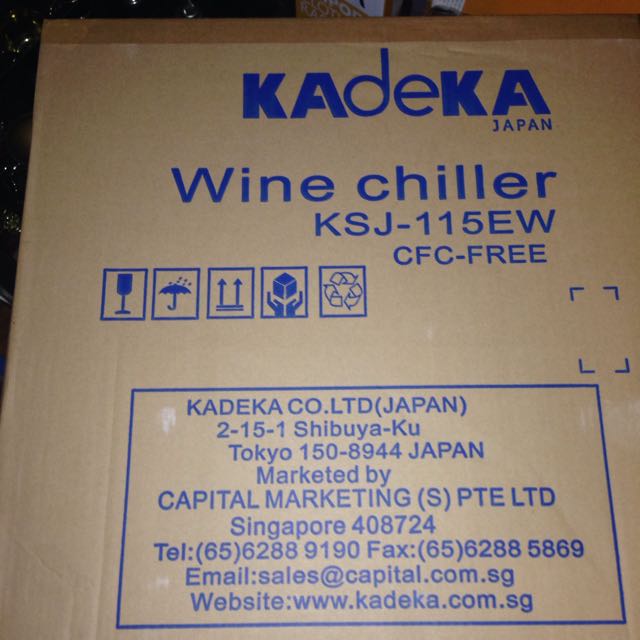 KAdeKA
JAPAN
Wine chiller
KSJ-115EW
CFC-FREE
KADEKA CO.LTD(JAPAN)
2-15-1 Shibuya-Ku
Tokyo 150-8944 JAPAN
Marketed by
CAPITAL MARKETING (S) PTE LTD
Singapore 408724
Tel:(65)6288 9190 Fax:(65)6288 5869
Email:sales@capital.com.sg
Website:www.kadeka.com.sg